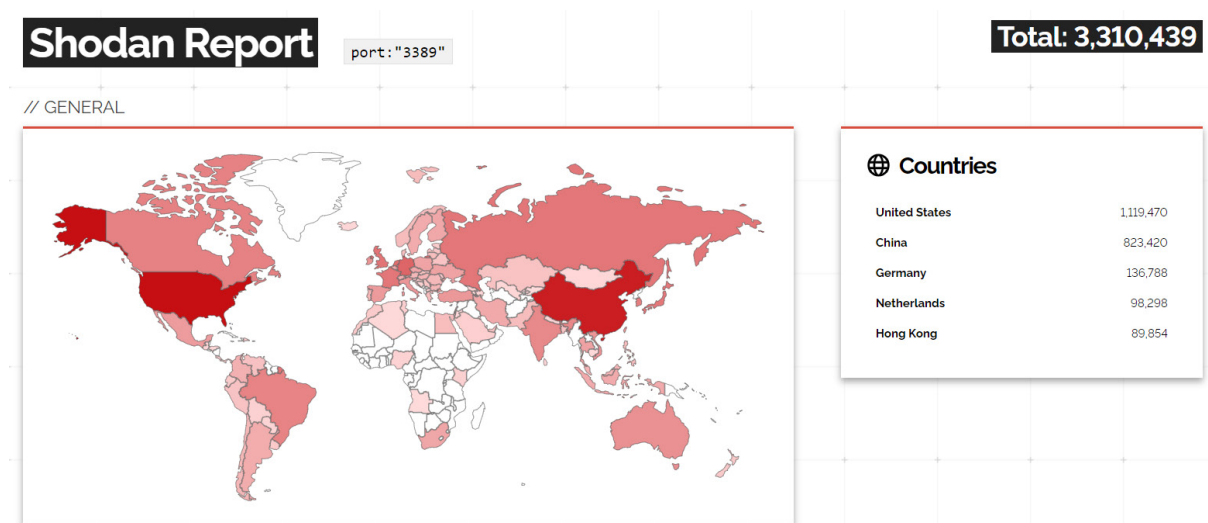 Shodan Report
port:"3389"
Total: 3,310,439
// GENERAL
Countries
United States 1,119,470
China 823,420
Germany 136,788
Netherlands 98,298
Hong Kong 89,854